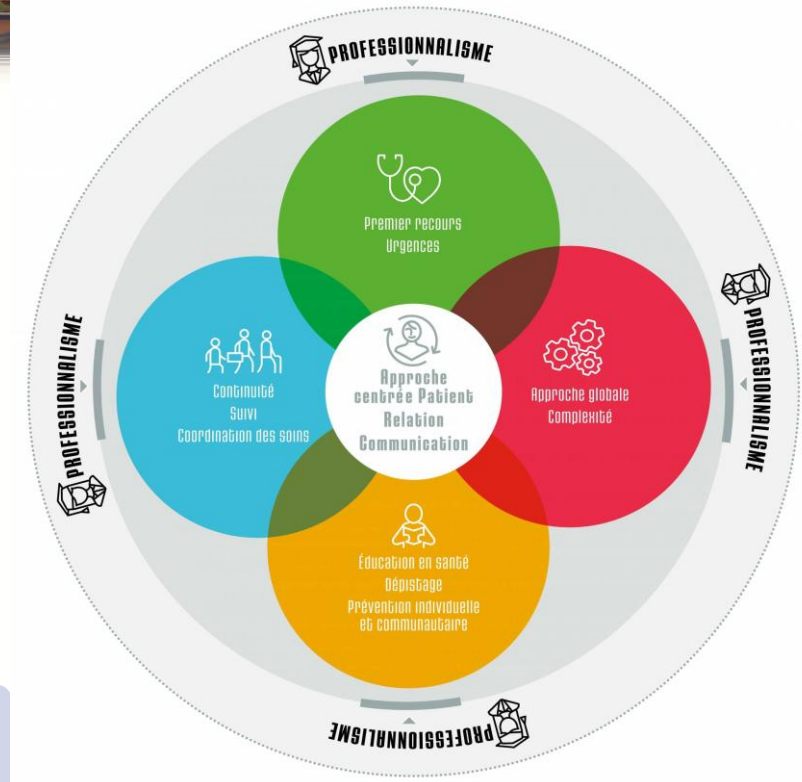 PROFESSIONNALISME
Premier recours
Urgences
PROFESSIONNALISME
Continuité
Suivi
Coordination des soins
Approche
centrée Patient
Relation
Communication
Approche globale
Complexité
PROFESSIONNALISME
Éducation en santé
Dépistage
Prévention individuelle
et communautaire
PROFESSIONNALISME